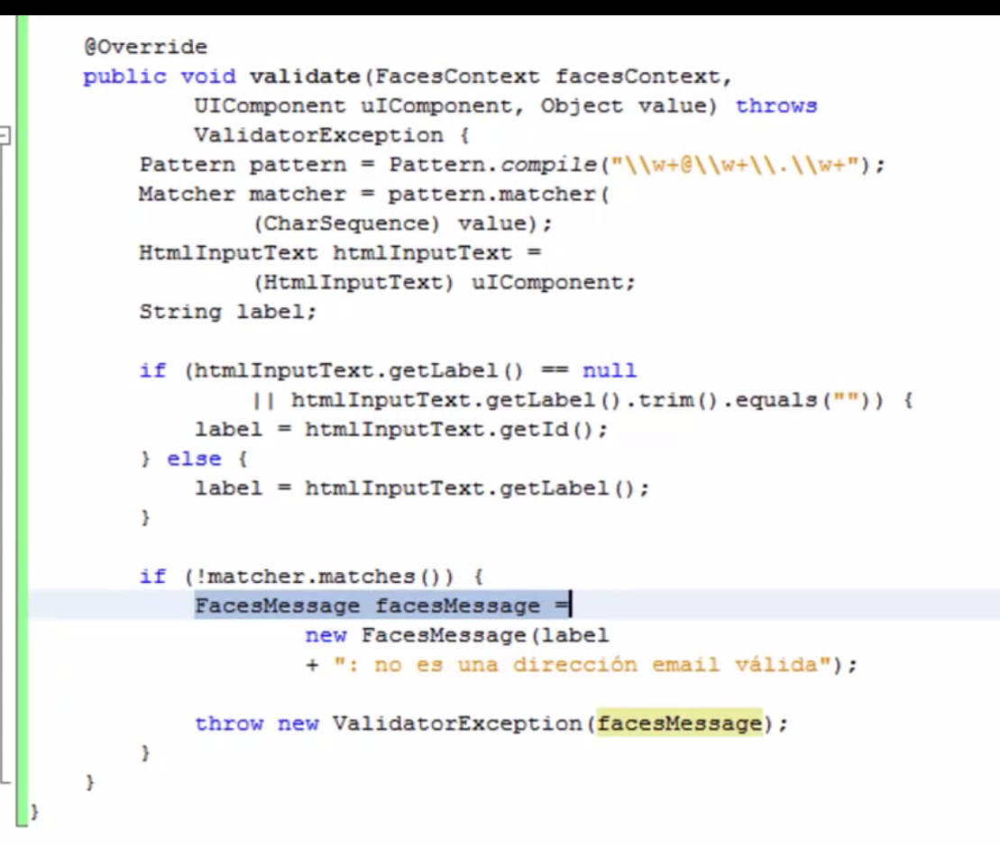 @Override
public void validate(FacesContext facesContext,
UIComponent uIComponent, Object value) throws
ValidatorException {
Pattern pattern = Pattern.compile("\\w+@\\w+\\.\\w+");
Matcher matcher = pattern.matcher(
(CharSequence) value);
HtmlInputText htmlInputText =
(HtmlInputText) uIComponent;
String label;
if (htmlInputText.getLabel() == null
|| htmlInputText.getLabel().trim().equals("")) {
label = htmlInputText.getId();
} else {
label = htmlInputText.getLabel();
}
if (!matcher.matches()) {
FacesMessage facesMessage =
new FacesMessage(label
+ ": no es una dirección email válida");
throw new ValidatorException(facesMessage);
}
}
}